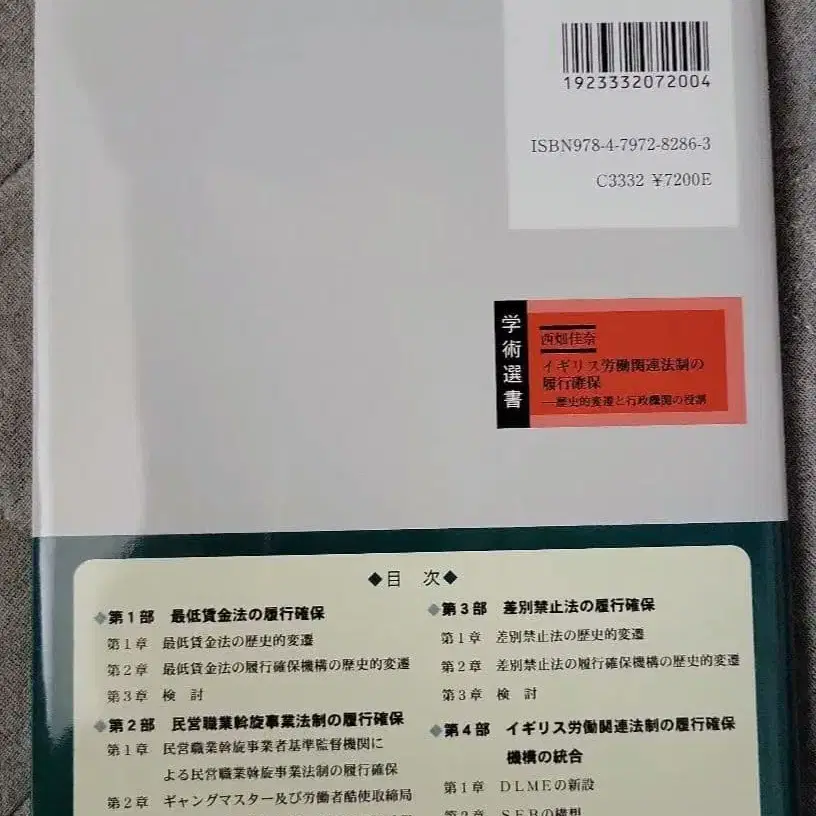 1923332072004
ISBN978-4-7972-8286-3
C3332 ¥7200E
学術選書
西畑佳奈
イギリス労働関連法制の
履行確保
―歴史的変遷と行政機関の役割
◆目 次◆
◆第1部 最低賃金法の履行確保
第1章 最低賃金法の歴史的変遷
第2章 最低賃金法の履行確保機構の歴史的変遷
第3章 検 討
◆第2部 民営職業斡旋事業法制の履行確保
第1章 民営職業斡旋事業者基準監督機関に
よる民営職業斡旋事業法制の履行確保
第2章 ギャングマスター及び労働者酷使取締局
◆第3部 差別禁止法の履行確保
第1章 差別禁止法の歴史的変遷
第2章 差別禁止法の履行確保機構の歴史的変遷
第3章 検 討
◆第4部 イギリス労働関連法制の履行確保
機構の統合
第1章 DLMEの新設
第2章 SEBの構想